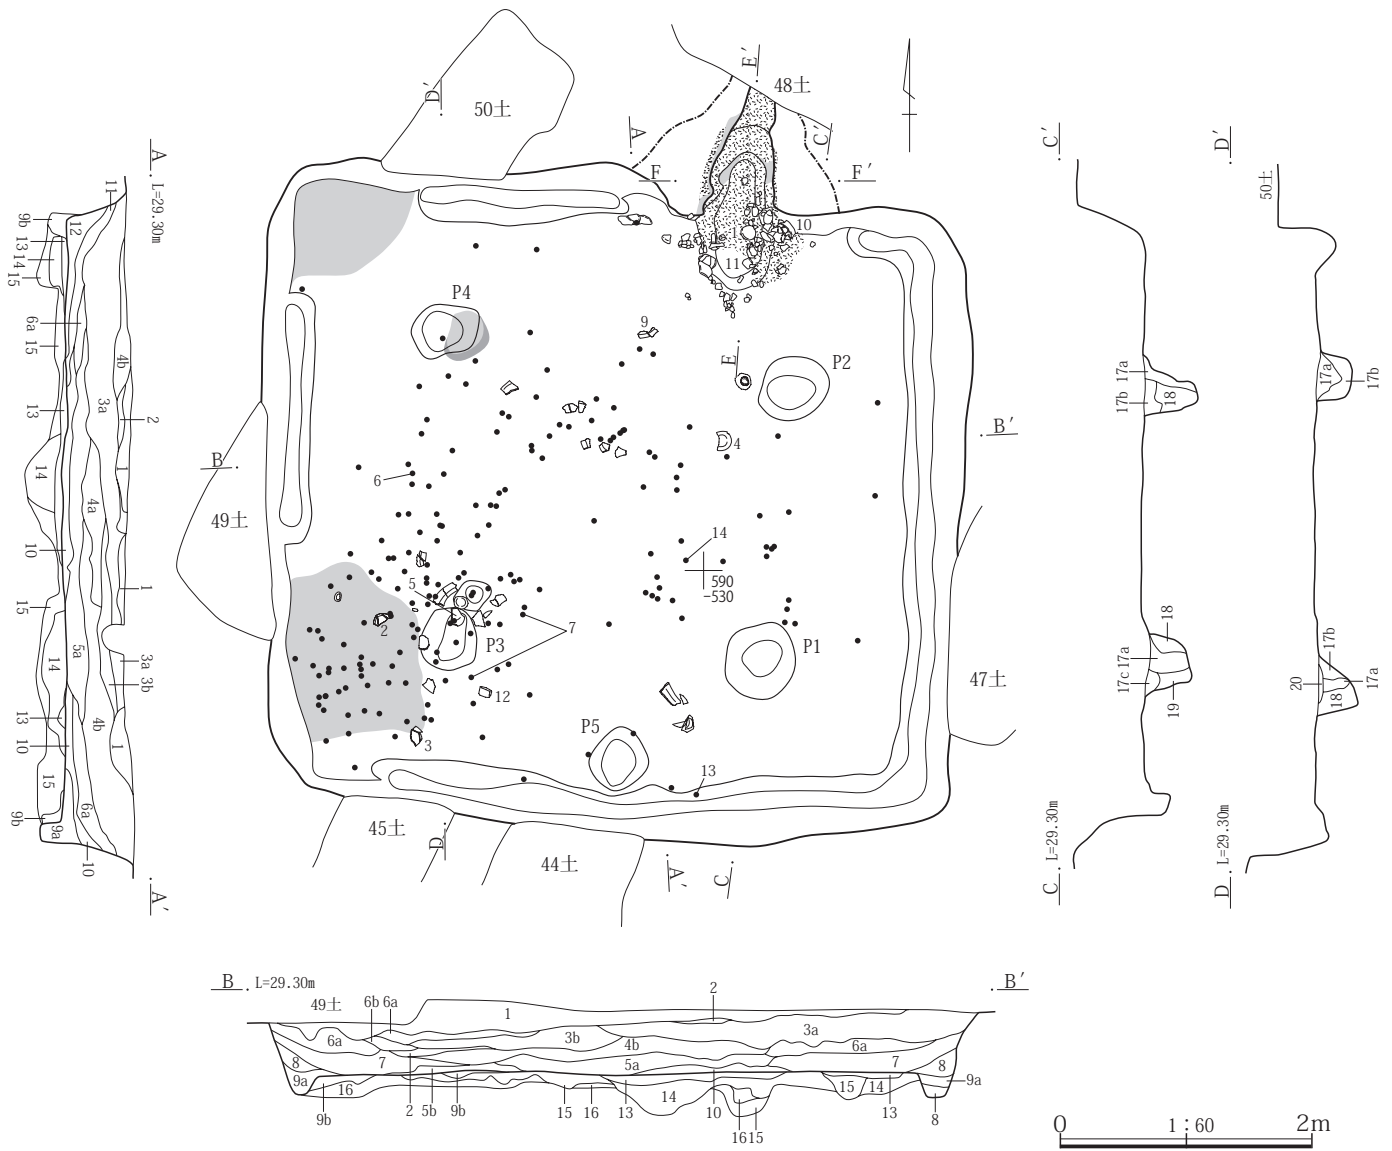 50土
48土
49土
45土
44土
47土
D′
E′
A
C′
F
F′
10
1
11
P4
9
E
P2
4
B
B′
6
14
590
-530
5
2
P3
7
12
3
P1
P5
13
D
A′
C
A
L=29.30m
11
9b
12
13
14
15
6a
15
4b
3a
2
13
14
1
4a
10
1
15
5a
14
3a
3b
13
4b
10
1
15
6a
9b
9a
10
A′
C′
17a
17b
18
18
17a
17c
19
C
L=29.30m
D′
50土
17a
17b
17b
20
17a
18
D
L=29.30m
B
L=29.30m
B′
49土
6b
6a
1
2
6a
3b
4b
3a
6a
8
7
5a
7
8
9a
9a
16
14
15
14
9b
2
5b
9b
15
16
13
10
16
15
13
8
0
1:60
2m